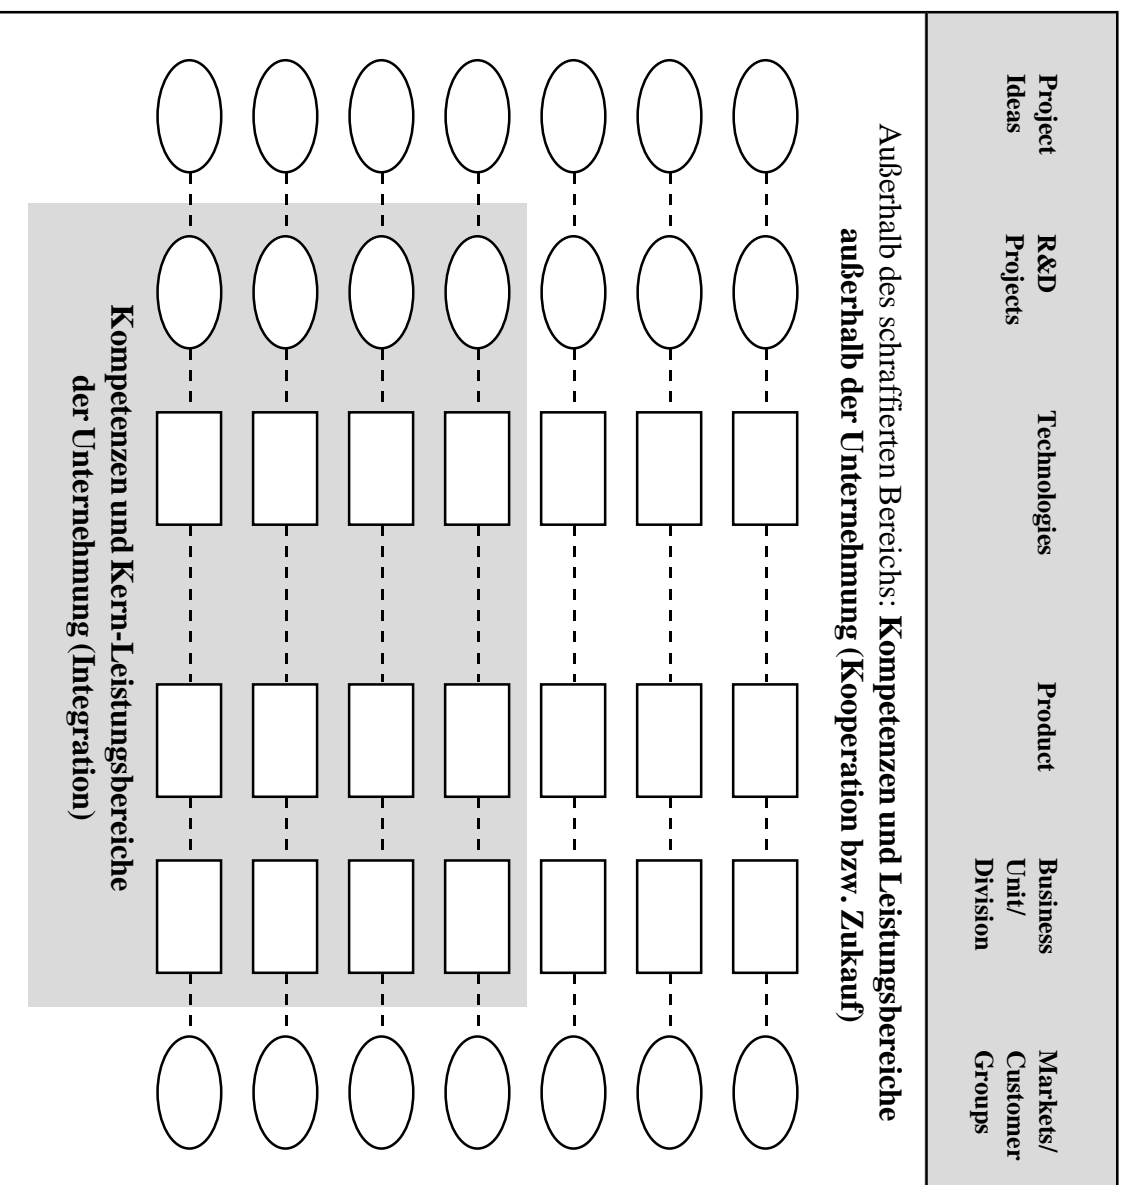 Project
Ideas
R&D
Projects
Technologies
Product
Business
Unit/
Division
Markets/
Customer
Groups
Außerhalb des schraffierten Bereichs: Kompetenzen und Leistungsbereiche
außerhalb der Unternehmung (Kooperation bzw. Zukauf)
Kompetenzen und Kern-Leistungsbereiche
der Unternehmung (Integration)